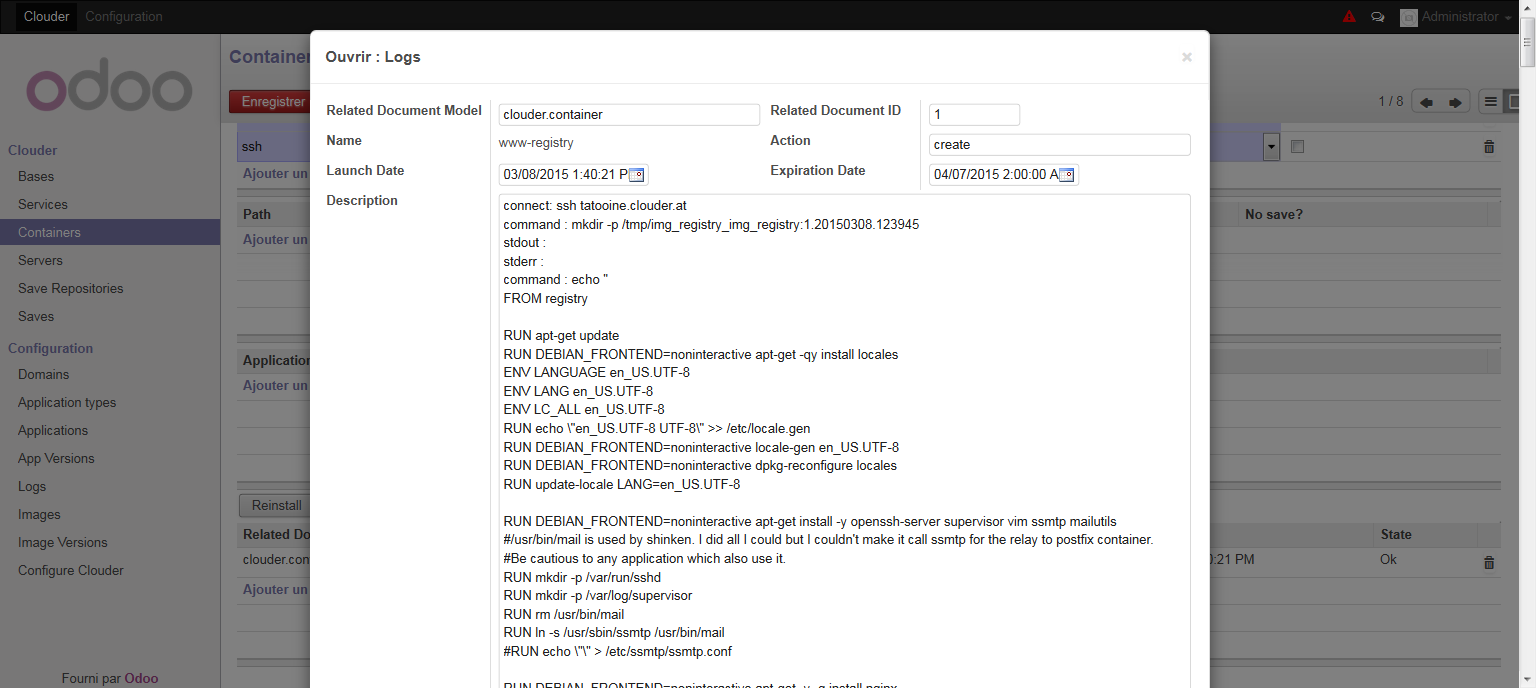 Clouder Configuration Administrator
odoo
Container
Enregistrer
1 / 8
ssh
Ajouter un
Path
No save?
Ajouter un
Application
Ajouter un
Reinstall
Related Do
State
clouder.con
0:21 PM
Ok
Ajouter un
Clouder
Bases
Services
Containers
Servers
Save Repositories
Saves
Configuration
Domains
Application types
Applications
App Versions
Logs
Images
Image Versions
Configure Clouder
Fourni par Odoo
Ouvrir : Logs
×
Related Document Model clouder.container Related Document ID 1
Name www-registry Action create
Launch Date 03/08/2015 1:40:21 P Expiration Date 04/07/2015 2:00:00 A
Description
connect: ssh tatooine.clouder.at
command : mkdir -p /tmp/img_registry_img_registry:1.20150308.123945
stdout :
stderr :
command : echo "
FROM registry
RUN apt-get update
RUN DEBIAN_FRONTEND=noninteractive apt-get -qy install locales
ENV LANGUAGE en_US.UTF-8
ENV LANG en_US.UTF-8
ENV LC_ALL en_US.UTF-8
RUN echo \"en_US.UTF-8 UTF-8\" >> /etc/locale.gen
RUN DEBIAN_FRONTEND=noninteractive locale-gen en_US.UTF-8
RUN DEBIAN_FRONTEND=noninteractive dpkg-reconfigure locales
RUN update-locale LANG=en_US.UTF-8
RUN DEBIAN_FRONTEND=noninteractive apt-get install -y openssh-server supervisor vim ssmtp mailutils
#/usr/bin/mail is used by shinken. I did all I could but I couldn't make it call ssmtp for the relay to postfix container.
#Be cautious to any application which also use it.
RUN mkdir -p /var/run/sshd
RUN mkdir -p /var/log/supervisor
RUN rm /usr/bin/mail
RUN ln -s /usr/sbin/ssmtp /usr/bin/mail
#RUN echo \"\" > /etc/ssmtp/ssmtp.conf
RUN DEBIAN_FRONTEND=noninteractive apt-get -y -q install nginx